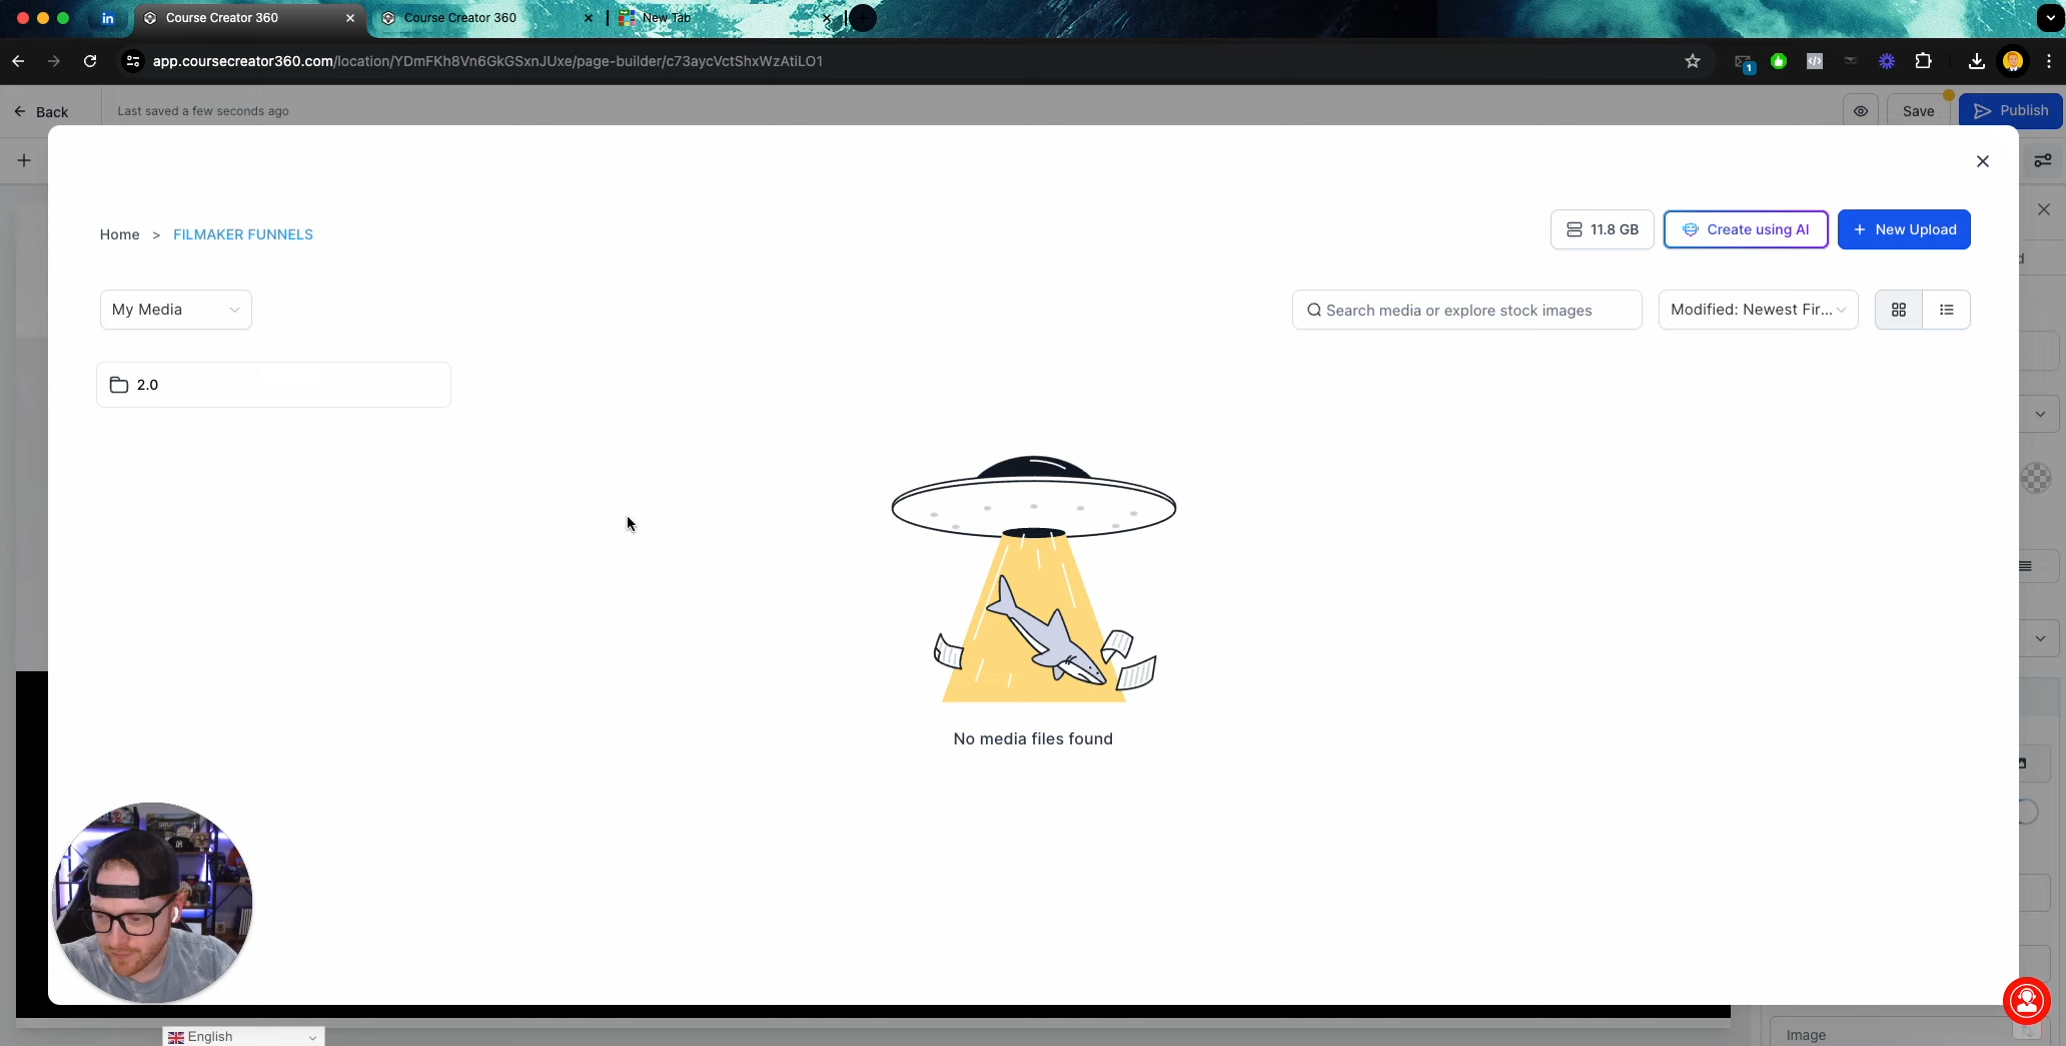 in
Course Creator 360
Course Creator 360
New Tab
app.coursecreator360.com/location/YDmFKh8Vn6GkGSxnJUxe/page-builder/c73aycVctShxWzAtiLO1
1
Back
Last saved a few seconds ago
Save
Publish
Home > FILMAKER FUNNELS
11.8 GB
Create using AI
+ New Upload
My Media
Search media or explore stock images
Modified: Newest Fir...
2.0
No media files found
English
Image